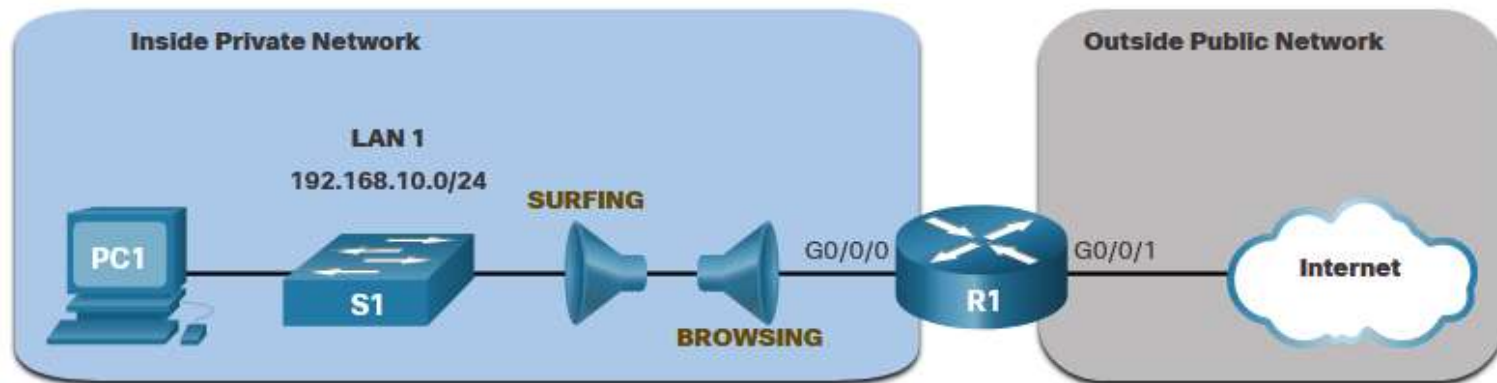 Inside Private Network
Outside Public Network
LAN 1
192.168.10.0/24
SURFING
G0/0/0
G0/0/1
PC1
S1
R1
Internet
BROWSING